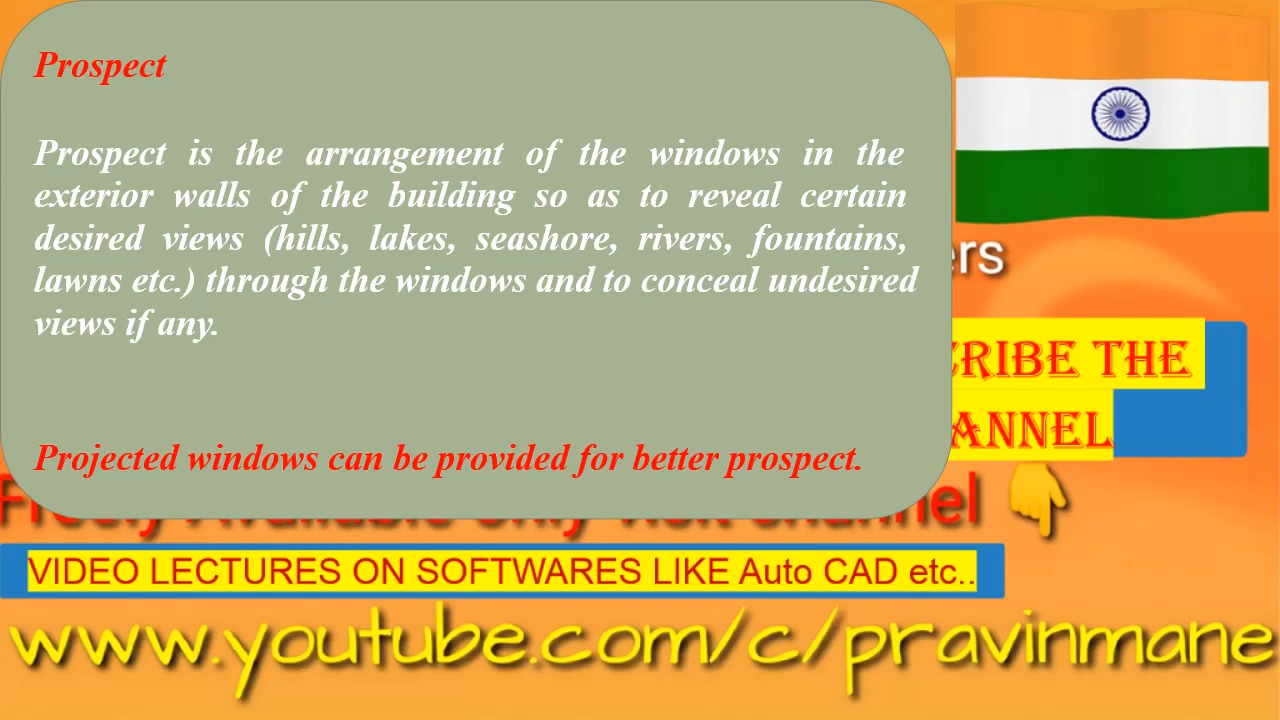 Prospect
Prospect is the arrangement of the windows in the
exterior walls of the building so as to reveal certain
desired views (hills, lakes, seashore, rivers, fountains,
lawns etc.) through the windows and to conceal undesired
views if any.
Projected windows can be provided for better prospect.
THE
VIDEO LECTURES ON SOFTWARES LIKE Auto CAD etc..
www.youtube.com/c/pravinmane